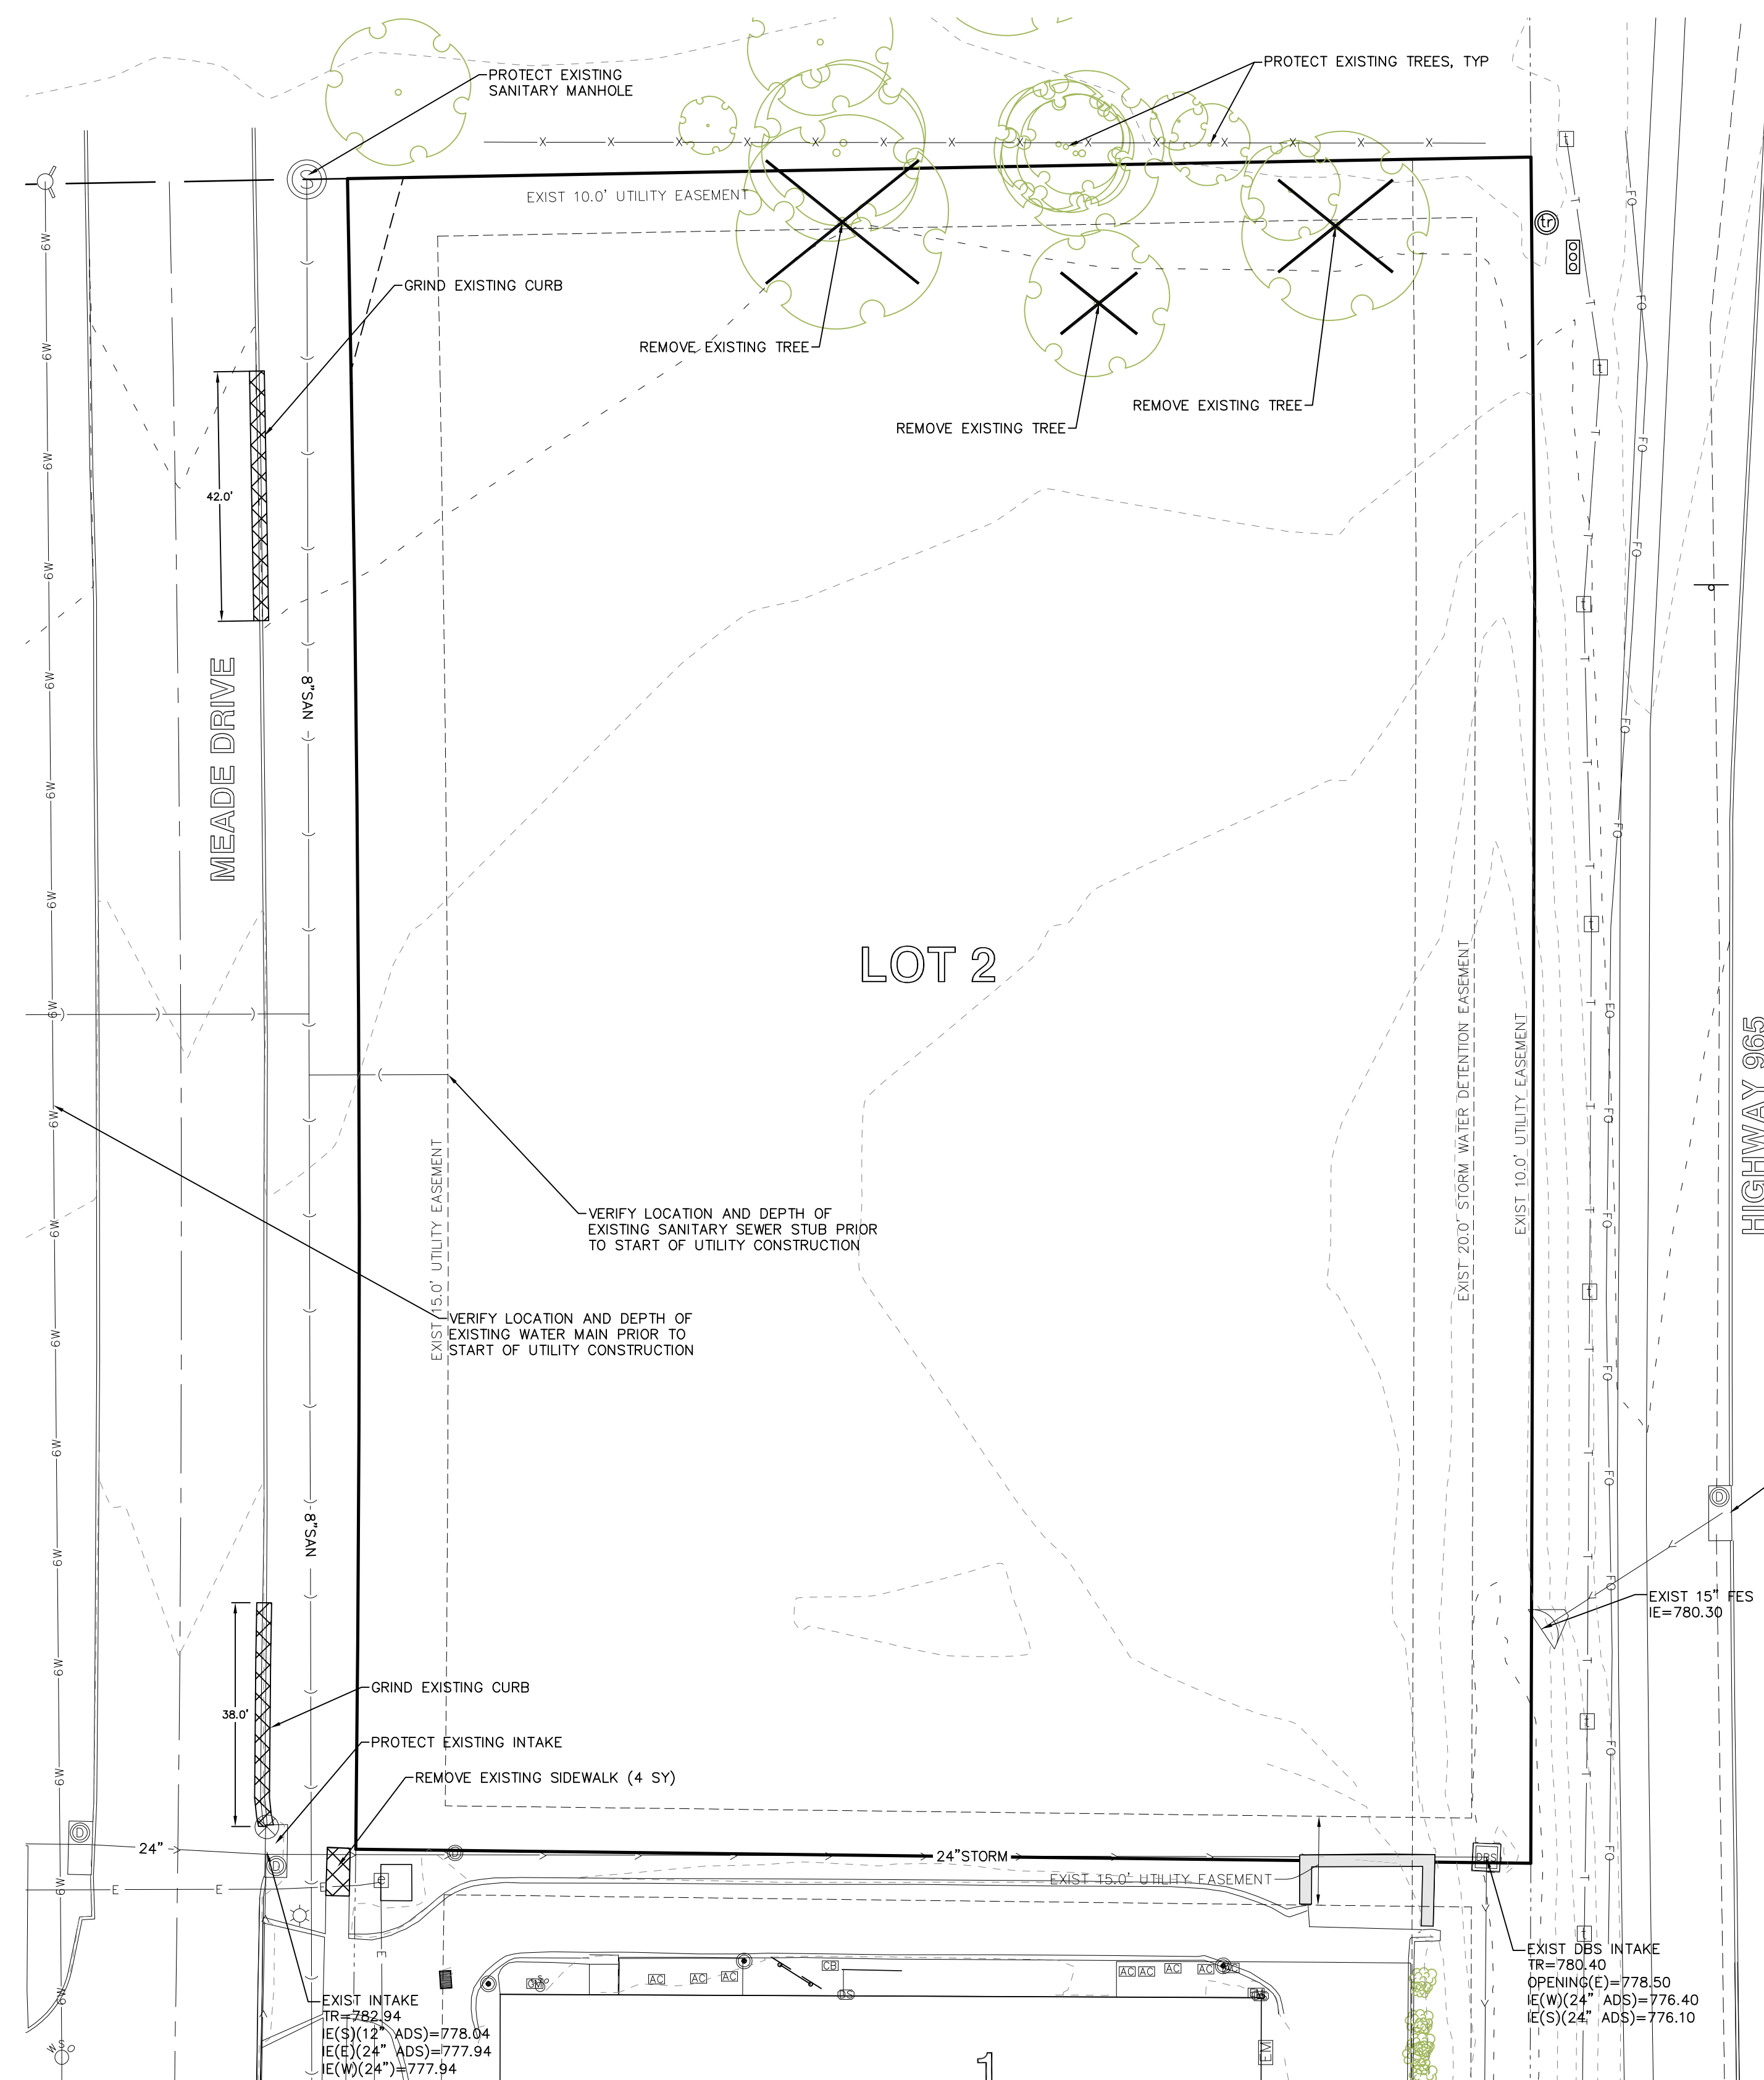 PROTECT EXISTING
SANITARY MANHOLE
PROTECT EXISTING TREES, TYP
EXIST 10.0' UTILITY EASEMENT
GRIND EXISTING CURB
REMOVE EXISTING TREE
REMOVE EXISTING TREE
REMOVE EXISTING TREE
42.0'
8"SAN
MEADE DRIVE
LOT 2
EXIST 20.0' STORM WATER DETENTION EASEMENT
EXIST 10.0' UTILITY EASEMENT
HIGHWAY 965
EXIST 15.0' UTILITY EASEMENT
VERIFY LOCATION AND DEPTH OF
EXISTING SANITARY SEWER STUB PRIOR
TO START OF UTILITY CONSTRUCTION
VERIFY LOCATION AND DEPTH OF
EXISTING WATER MAIN PRIOR TO
START OF UTILITY CONSTRUCTION
8"SAN
EXIST 15" FES
IE=780.30
GRIND EXISTING CURB
38.0'
PROTECT EXISTING INTAKE
REMOVE EXISTING SIDEWALK (4 SY)
24"
24"STORM
DBS
EXIST 15.0' UTILITY EASEMENT
EXIST DBS INTAKE
TR=780.40
OPENING(E)=778.50
IE(W)(24" ADS)=776.40
IE(S)(24" ADS)=776.10
EXIST INTAKE
TR=782.94
IE(S)(12" ADS)=778.04
IE(E)(24" ADS)=777.94
IE(W)(24")=777.94
AC AC AC CB AC AC AC AC
EM
WSO
1